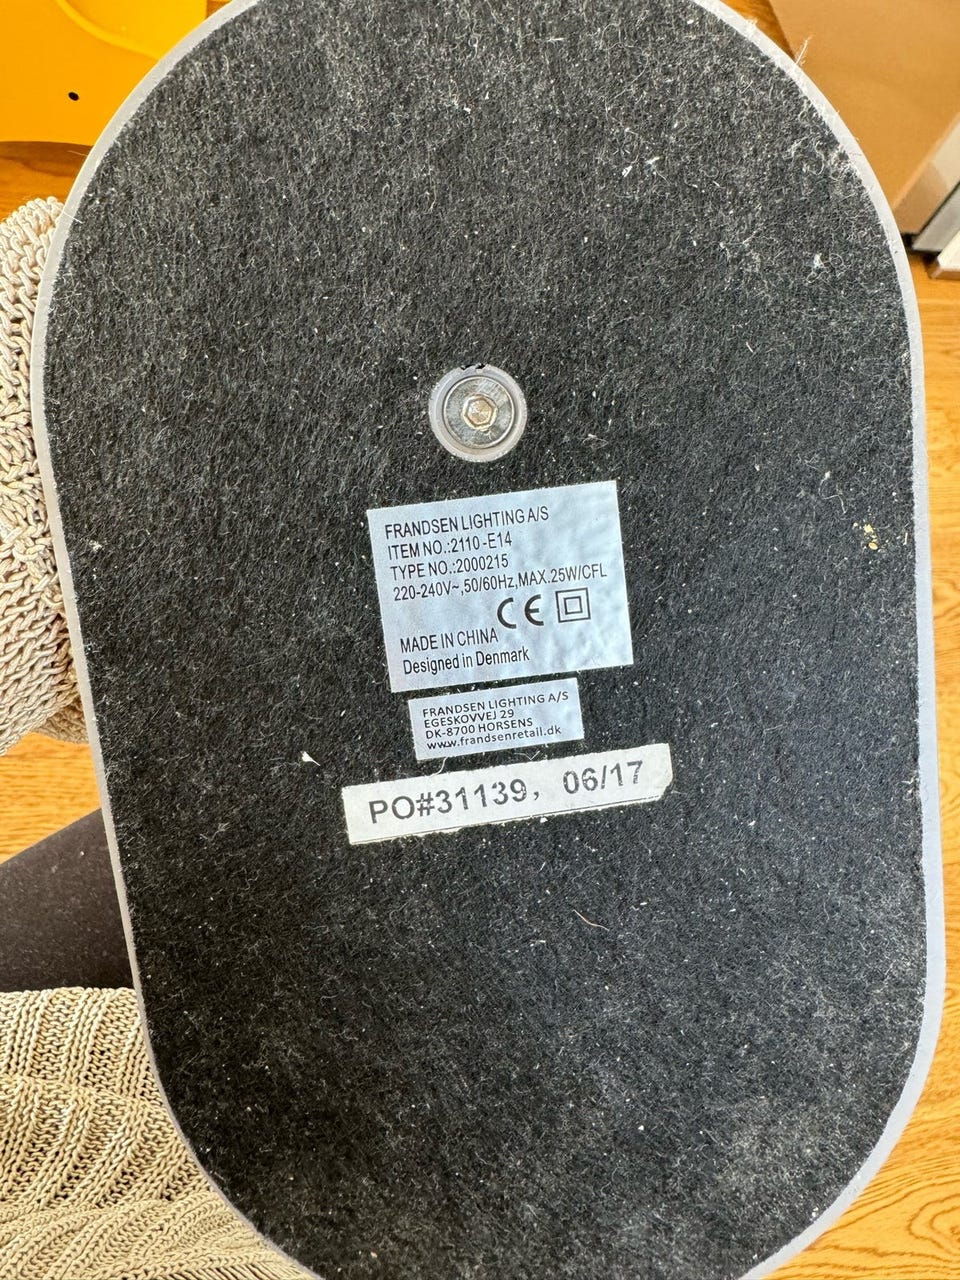 FRANDSEN LIGHTING A/S
ITEM NO.:2110-E14
TYPE NO.:2000215
220-240V~,50/60Hz,MAX.25W/CFL
CE
MADE IN CHINA
Designed in Denmark
FRANDSEN LIGHTING A/S
EGESKOVVEJ 29
DK-8700 HORSENS
www.frandsenretail.dk
PO#31139, 06/17